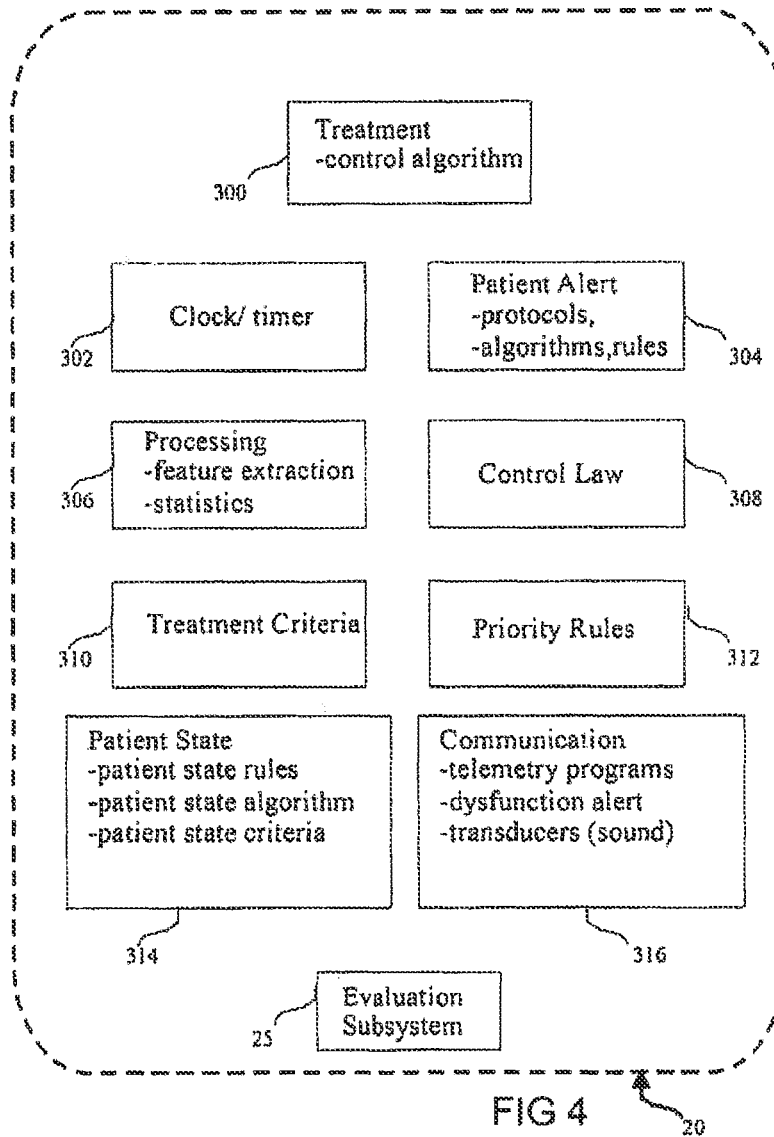 Treatment
-control algorithm
300
Clock/ timer
302
Patient Alert
-protocols,
-algorithms,rules
304
Processing
-feature extraction
-statistics
306
Control Law
308
Treatment Criteria
310
Priority Rules
312
Patient State
-patient state rules
-patient state algorithm
-patient state criteria
314
Communication
-telemetry programs
-dysfunction alert
-transducers (sound)
316
Evaluation
Subsystem
25
FIG 4
20